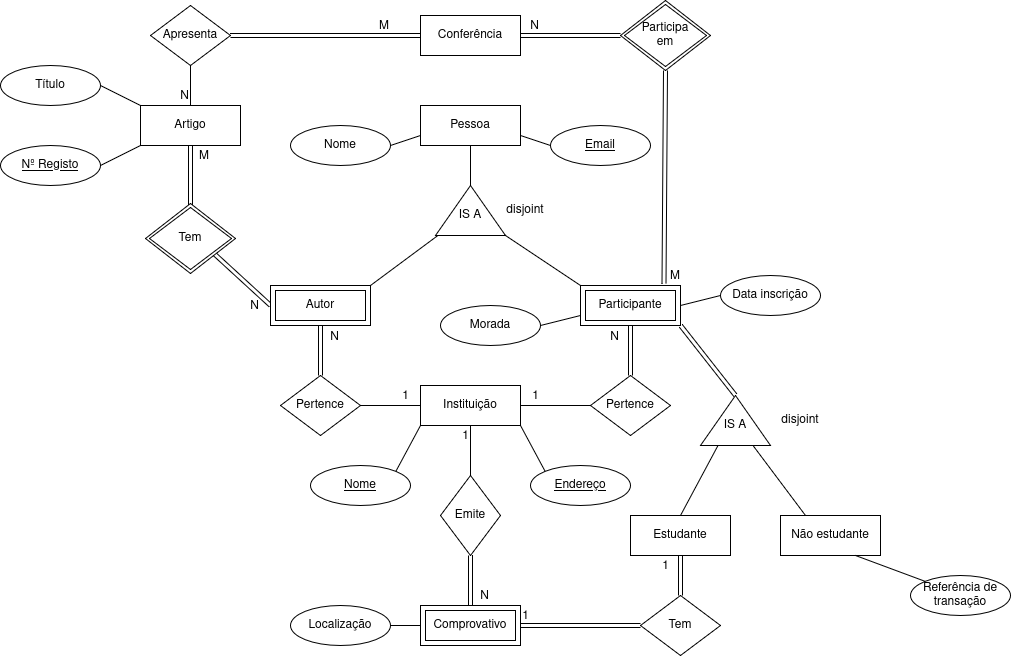 M
N
Apresenta
Conferência
Participa
em
Título
N
Artigo
Pessoa
M
Nome
Email
Nº Registo
IS A
disjoint
Tem
M
Data inscrição
N
Autor
Participante
Morada
N
N
1
1
Pertence
Instituição
Pertence
IS A
disjoint
1
Nome
Endereço
Emite
Estudante
Não estudante
1
N
Referência de
transação
1
Localização
Comprovativo
Tem